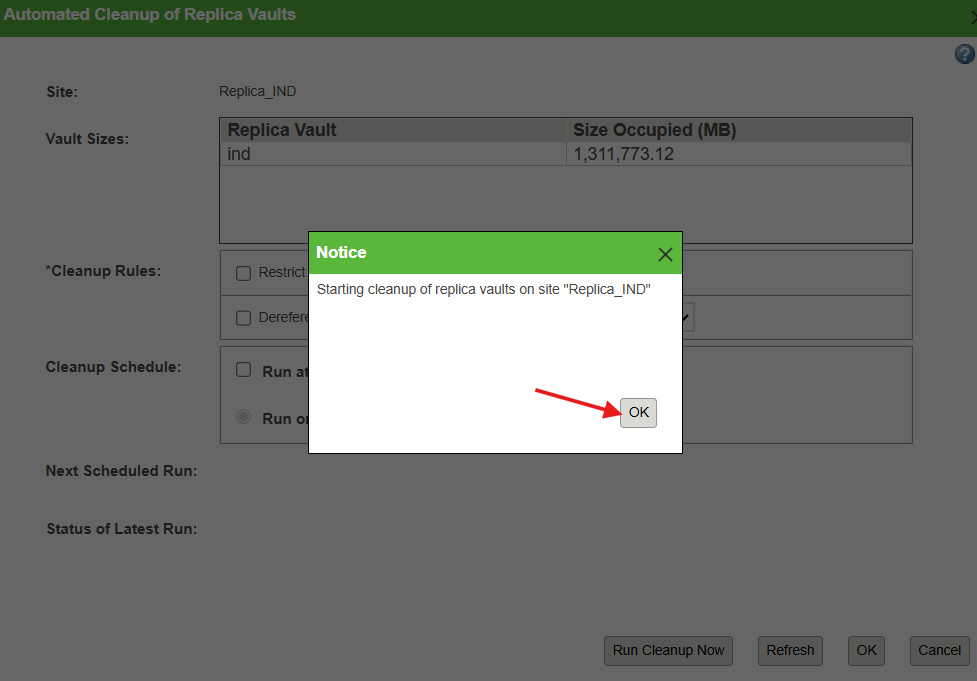 Automated Cleanup of Replica Vaults
Site: Replica_IND
Vault Sizes:
Replica Vault Size Occupied (MB)
ind 1,311,773.12
Notice
Starting cleanup of replica vaults on site "Replica_IND"
OK
*Cleanup Rules:
Restrict
Cleanup Schedule:
Run at
Run
Next Scheduled Run:
Status of Latest Run:
Run Cleanup Now Refresh OK Cancel